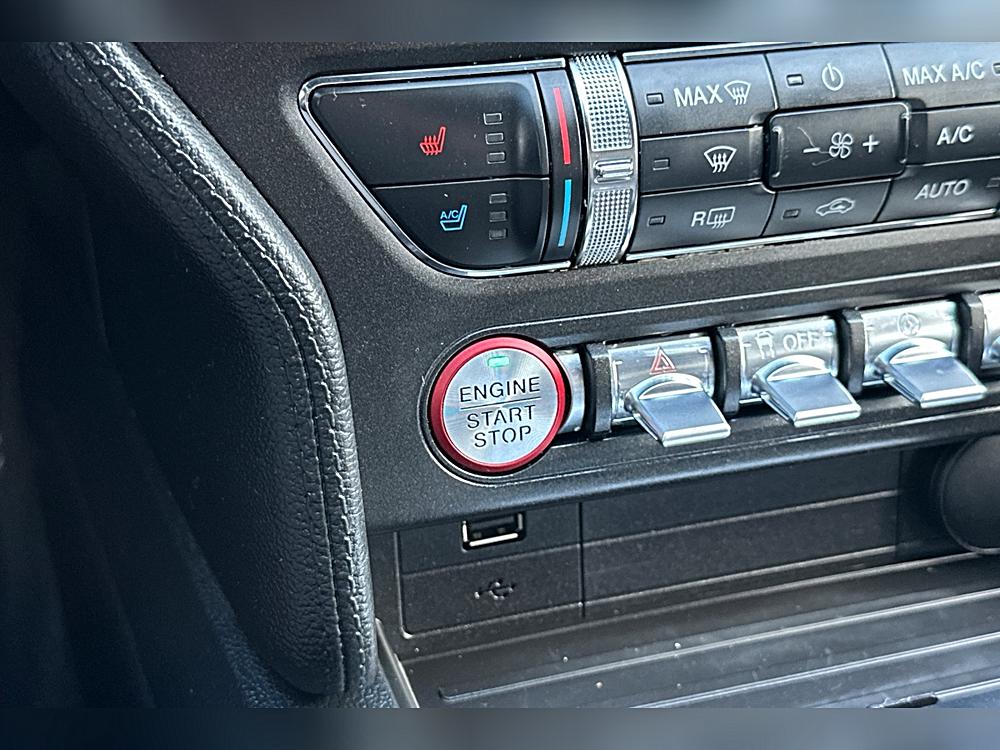 MAX
MAX A/C
A/C
A/C
R
AUTO
OFF
ENGINE
START
STOP